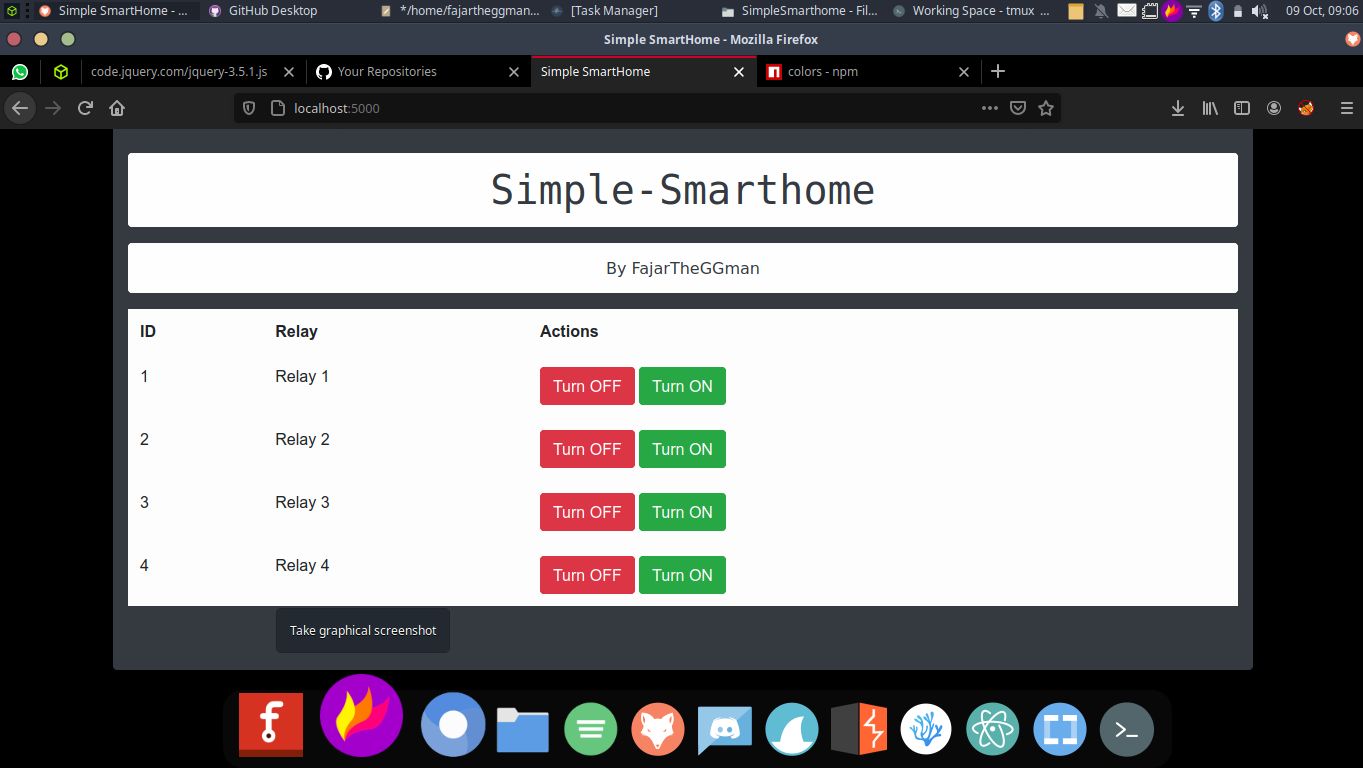 Simple SmartHome - ... GitHub Desktop */home/fajartheggman... [Task Manager] SimpleSmarthome - Fil... Working Space - tmux ... 09 Oct, 09:06
Simple SmartHome - Mozilla Firefox
code.jquery.com/jquery-3.5.1.js Your Repositories Simple SmartHome n colors - npm
localhost:5000
Simple-Smarthome
By FajarTheGGman
ID Relay Actions
1 Relay 1 Turn OFF Turn ON
2 Relay 2 Turn OFF Turn ON
3 Relay 3 Turn OFF Turn ON
4 Relay 4 Turn OFF Turn ON
Take graphical screenshot